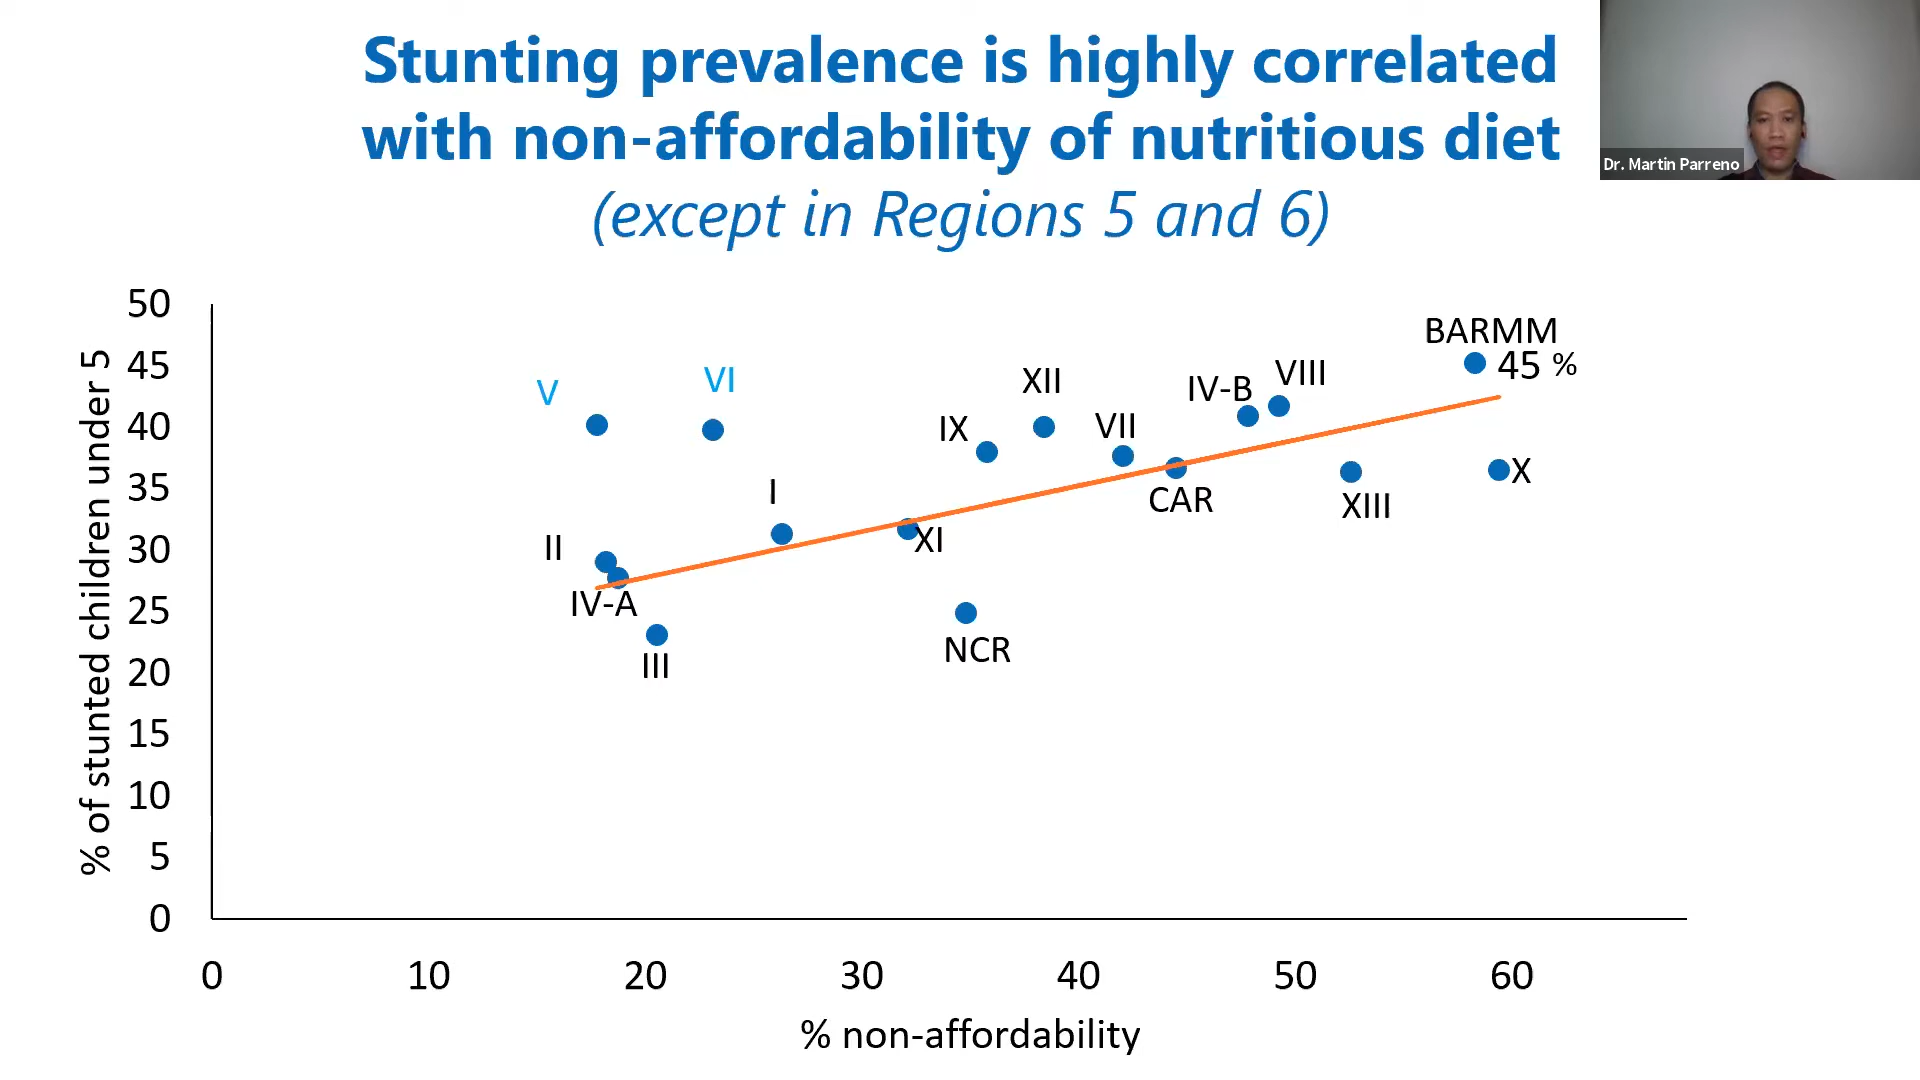 Stunting prevalence is highly correlated
with non-affordability of nutritious diet
(except in Regions 5 and 6)
Dr. Martin Parreno
% of stunted children under 5
50
45
40
35
30
25
20
15
10
5
0
V
VI
XII
IX
VII
IV-B
VIII
BARMM
45 %
I
II
IV-A
III
XI
NCR
CAR
XIII
X
0 10 20 30 40 50 60
% non-affordability